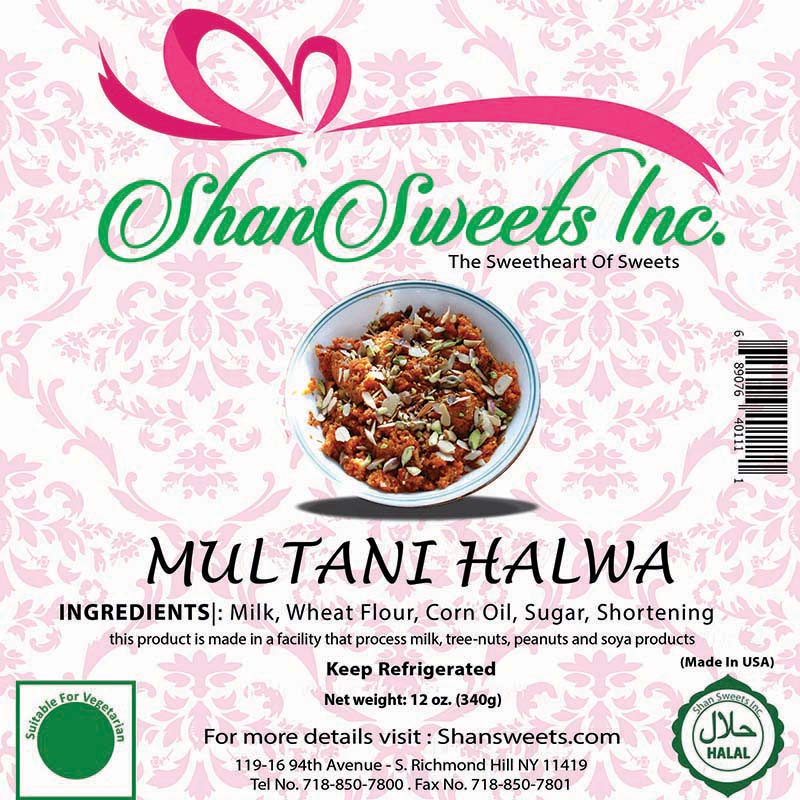 ShanSweets Inc.
The Sweetheart Of Sweets
6 89076 40111 1
MULTANI HALWA
INGREDIENTS|: Milk, Wheat Flour, Corn Oil, Sugar, Shortening
this product is made in a facility that process milk, tree-nuts, peanuts and soya products
Keep Refrigerated
(Made In USA)
Net weight: 12 oz. (340g)
Suitable For Vegetarian
For more details visit : Shansweets.com
119-16 94th Avenue - S. Richmond Hill NY 11419
Tel No. 718-850-7800 . Fax No. 718-850-7801
Shan Sweets Inc.
حلال
HALAL